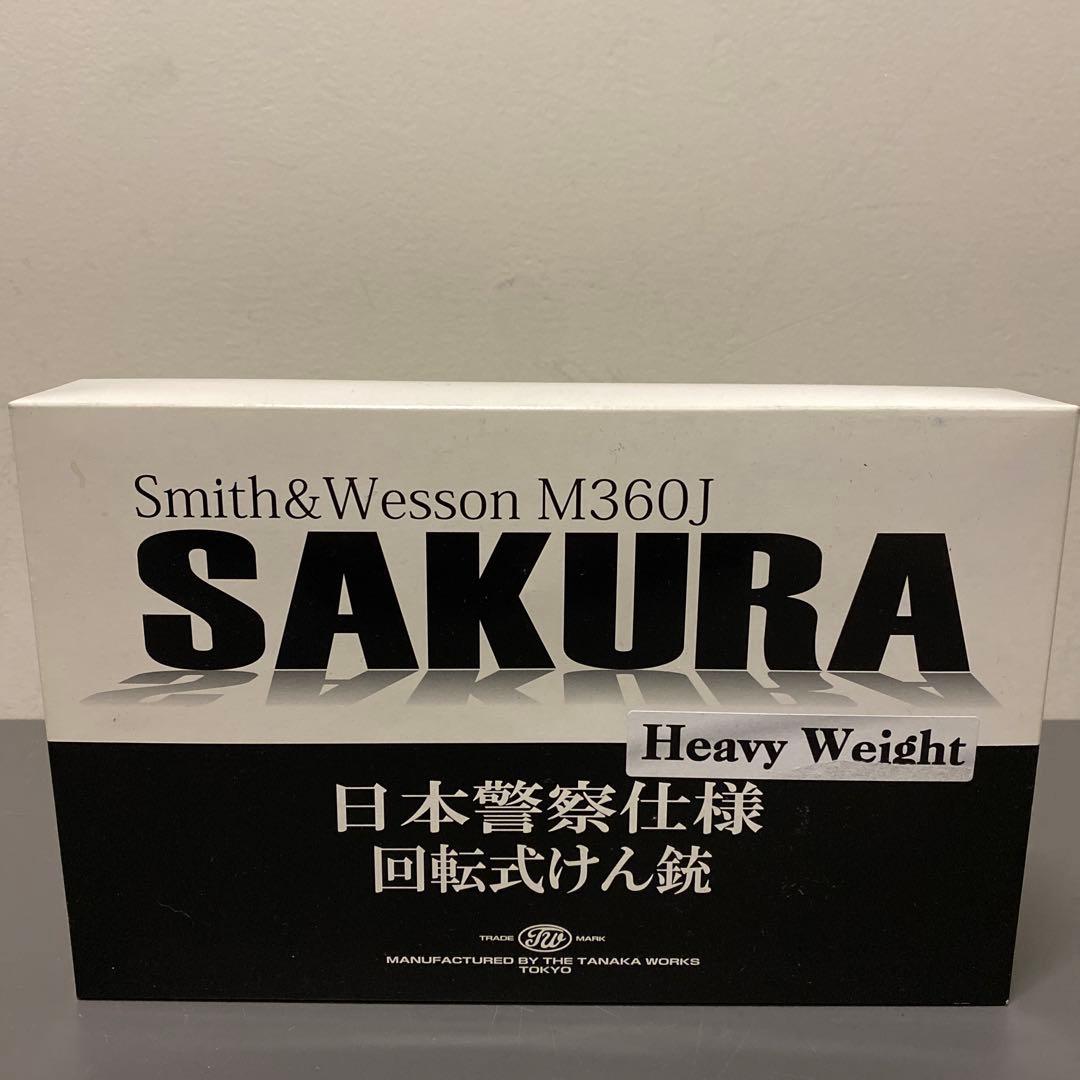 Smith&Wesson M360J
SAKURA
Heavy Weight
日本警察仕様
回転式けん銃
TRADE TW MARK
MANUFACTURED BY THE TANAKA WORKS
TOKYO